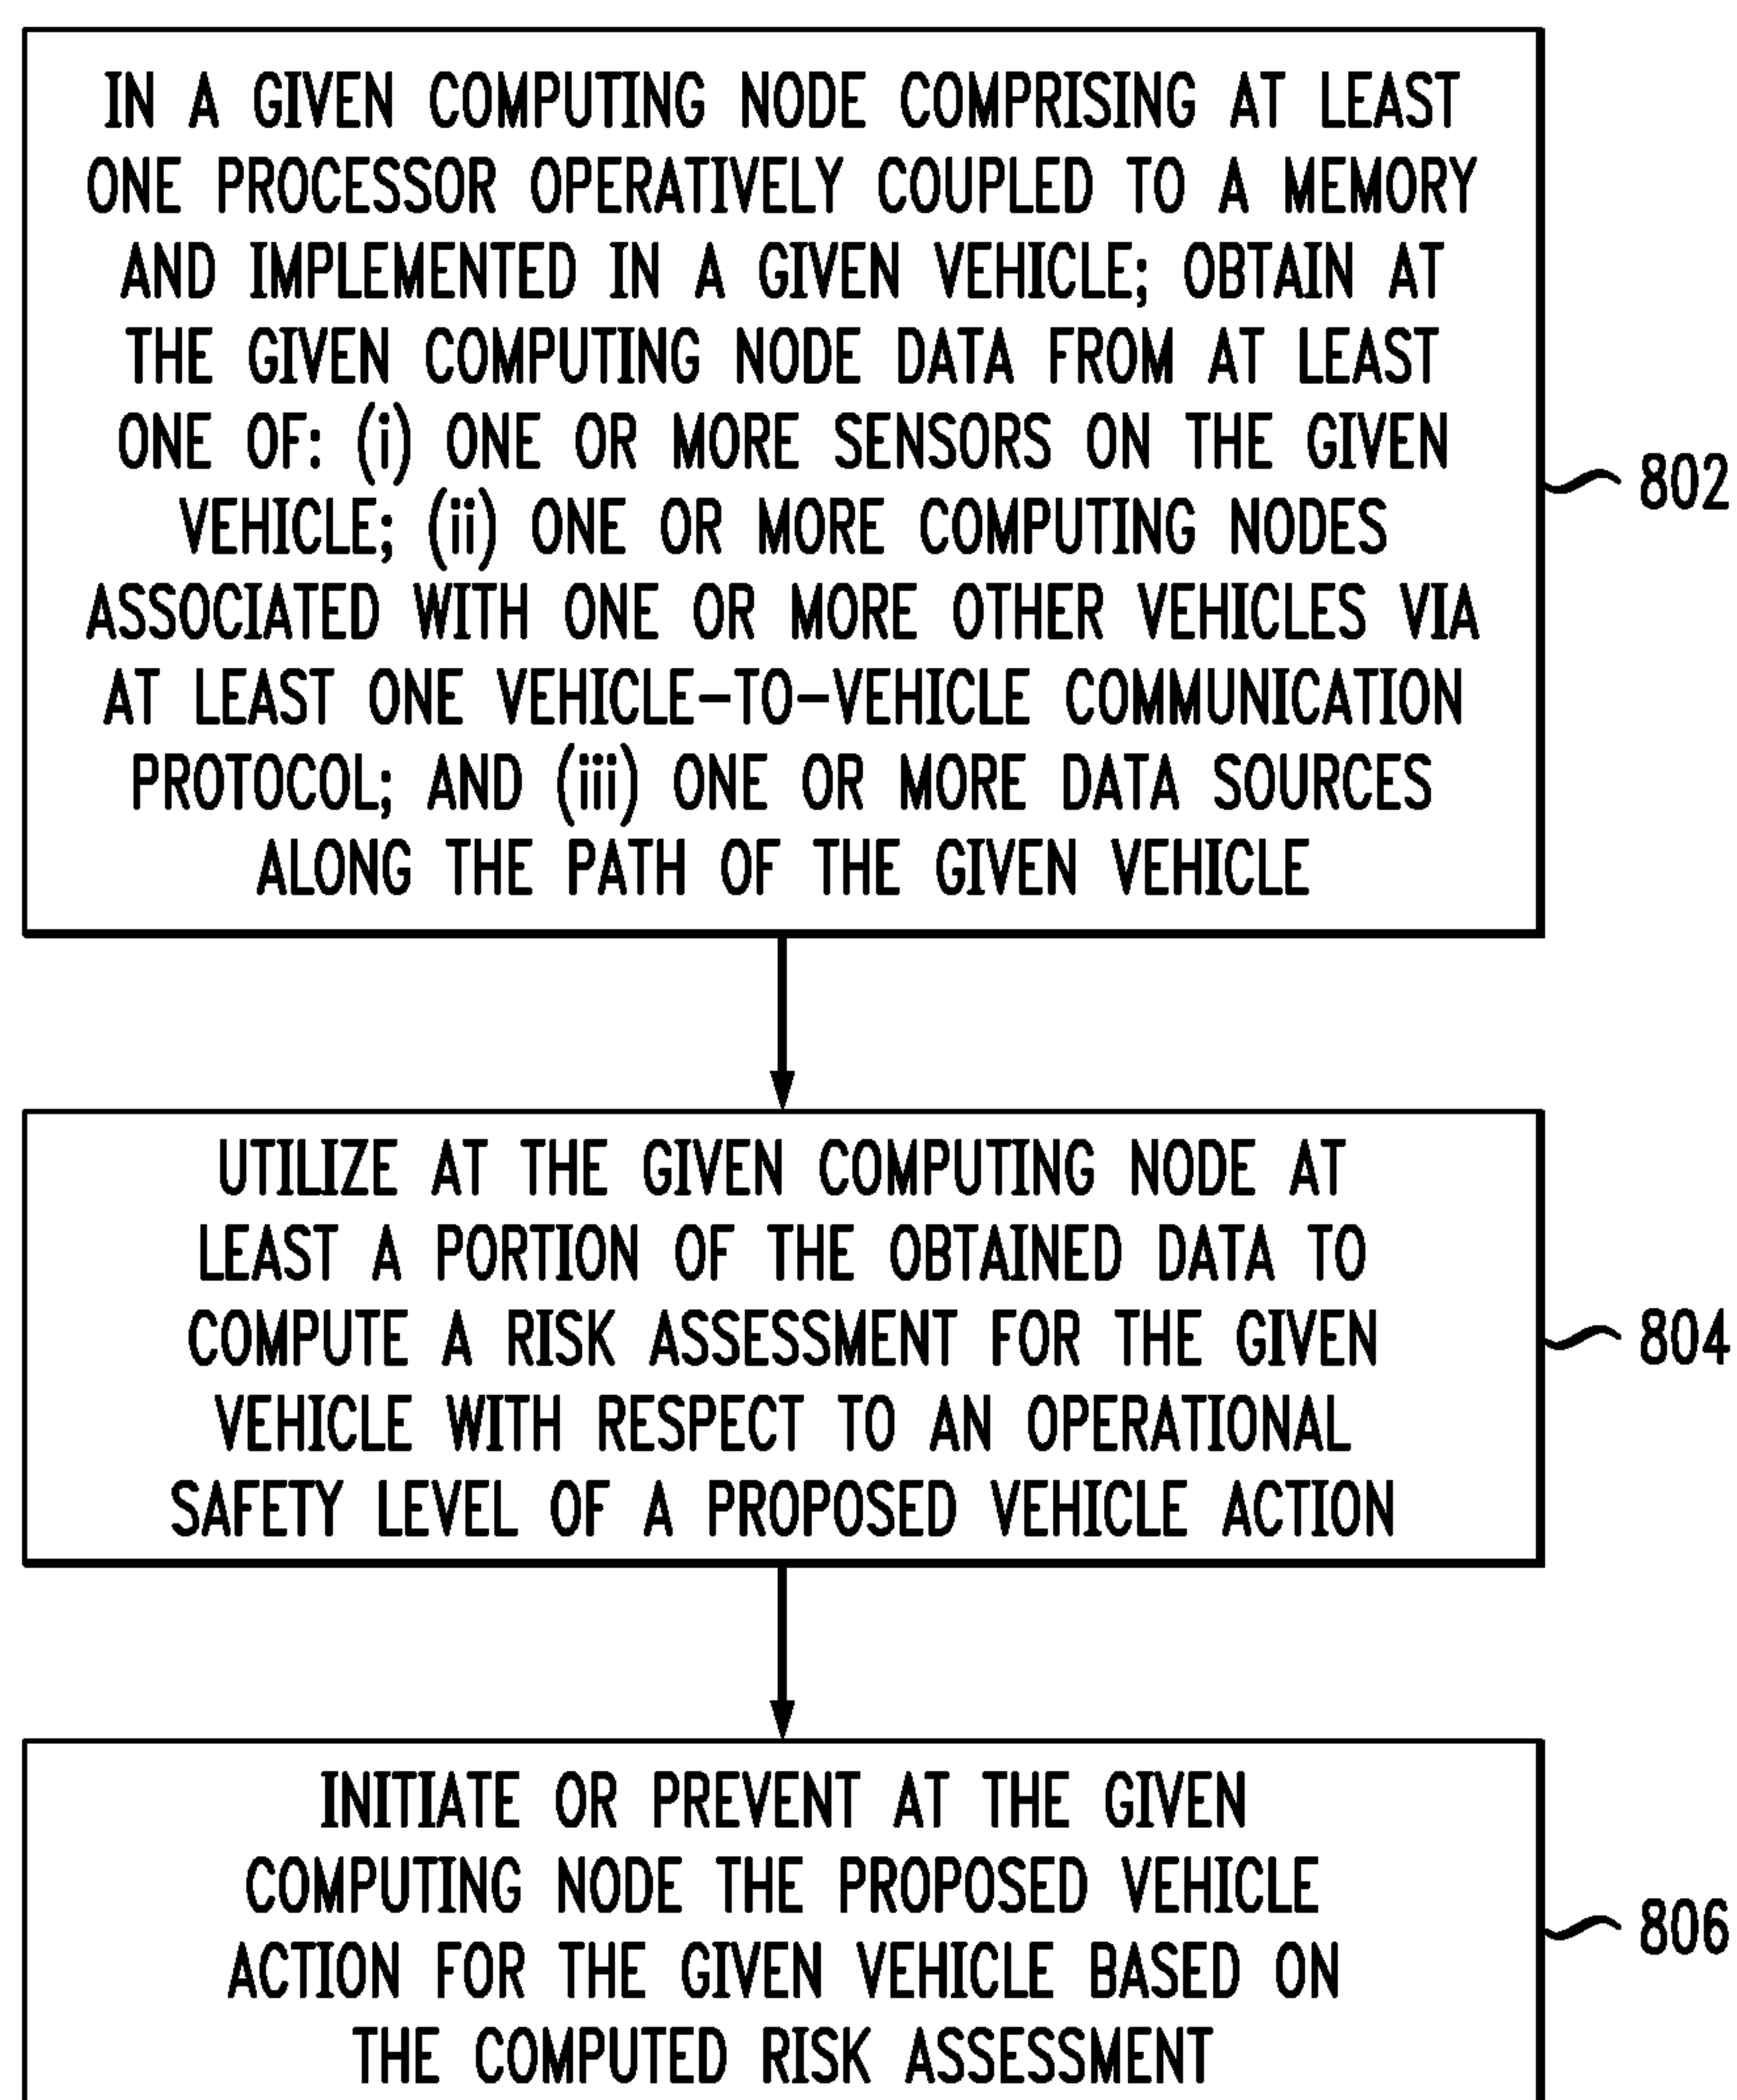 IN A GIVEN COMPUTING NODE COMPRISING AT LEAST
ONE PROCESSOR OPERATIVELY COUPLED TO A MEMORY
AND IMPLEMENTED IN A GIVEN VEHICLE; OBTAIN AT
THE GIVEN COMPUTING NODE DATA FROM AT LEAST
ONE OF: (i) ONE OR MORE SENSORS ON THE GIVEN
VEHICLE; (ii) ONE OR MORE COMPUTING NODES
ASSOCIATED WITH ONE OR MORE OTHER VEHICLES VIA
AT LEAST ONE VEHICLE-TO-VEHICLE COMMUNICATION
PROTOCOL; AND (iii) ONE OR MORE DATA SOURCES
ALONG THE PATH OF THE GIVEN VEHICLE
802
UTILIZE AT THE GIVEN COMPUTING NODE AT
LEAST A PORTION OF THE OBTAINED DATA TO
COMPUTE A RISK ASSESSMENT FOR THE GIVEN
VEHICLE WITH RESPECT TO AN OPERATIONAL
SAFETY LEVEL OF A PROPOSED VEHICLE ACTION
804
INITIATE OR PREVENT AT THE GIVEN
COMPUTING NODE THE PROPOSED VEHICLE
ACTION FOR THE GIVEN VEHICLE BASED ON
THE COMPUTED RISK ASSESSMENT
806